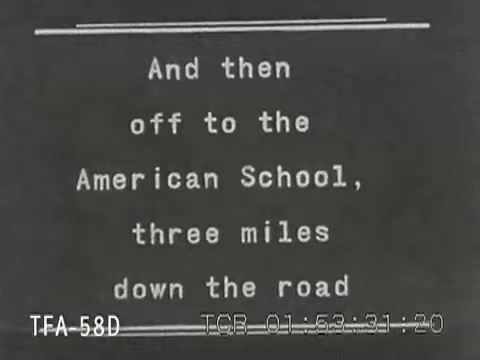 And then
off to the
American School,
three miles
down the road
TFA-58D TCR 01:53:31:20